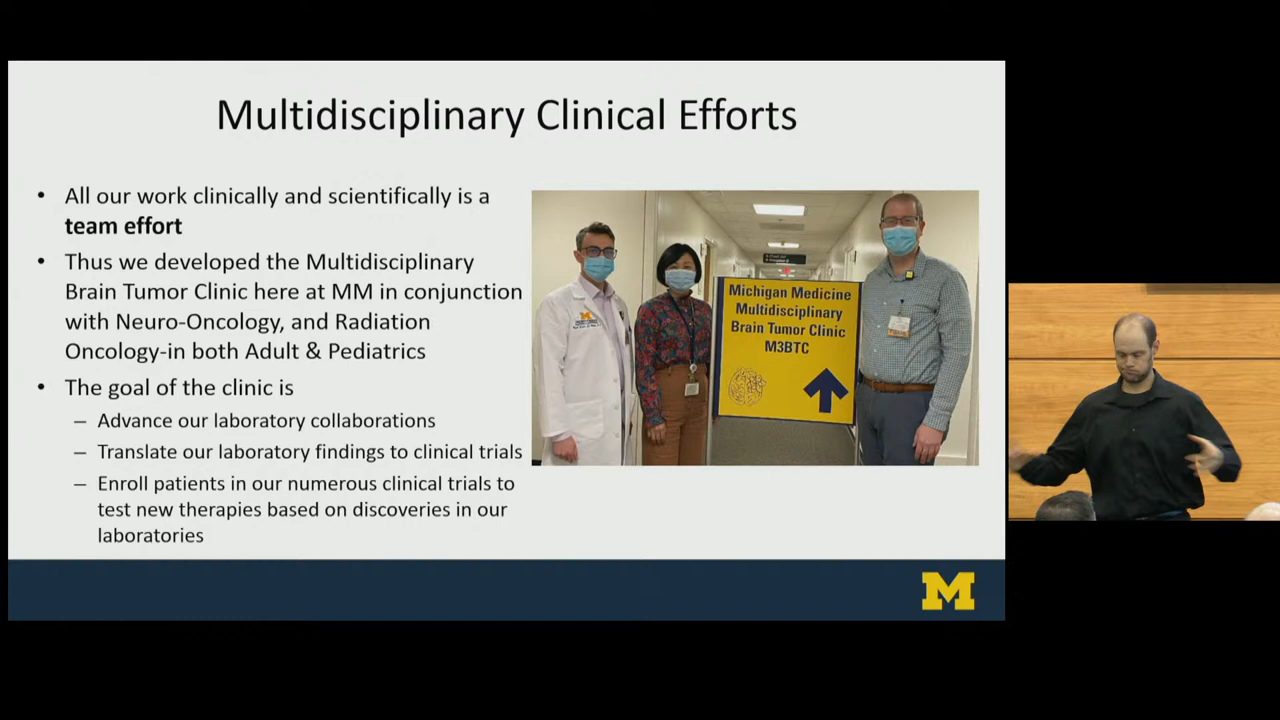 Multidisciplinary Clinical Efforts
• All our work clinically and scientifically is a
team effort
• Thus we developed the Multidisciplinary
Brain Tumor Clinic here at MM in conjunction
with Neuro-Oncology, and Radiation
Oncology-in both Adult & Pediatrics
• The goal of the clinic is
– Advance our laboratory collaborations
– Translate our laboratory findings to clinical trials
– Enroll patients in our numerous clinical trials to
test new therapies based on discoveries in our
laboratories
Michigan Medicine
Multidisciplinary
Brain Tumor Clinic
M3BTC
M
M